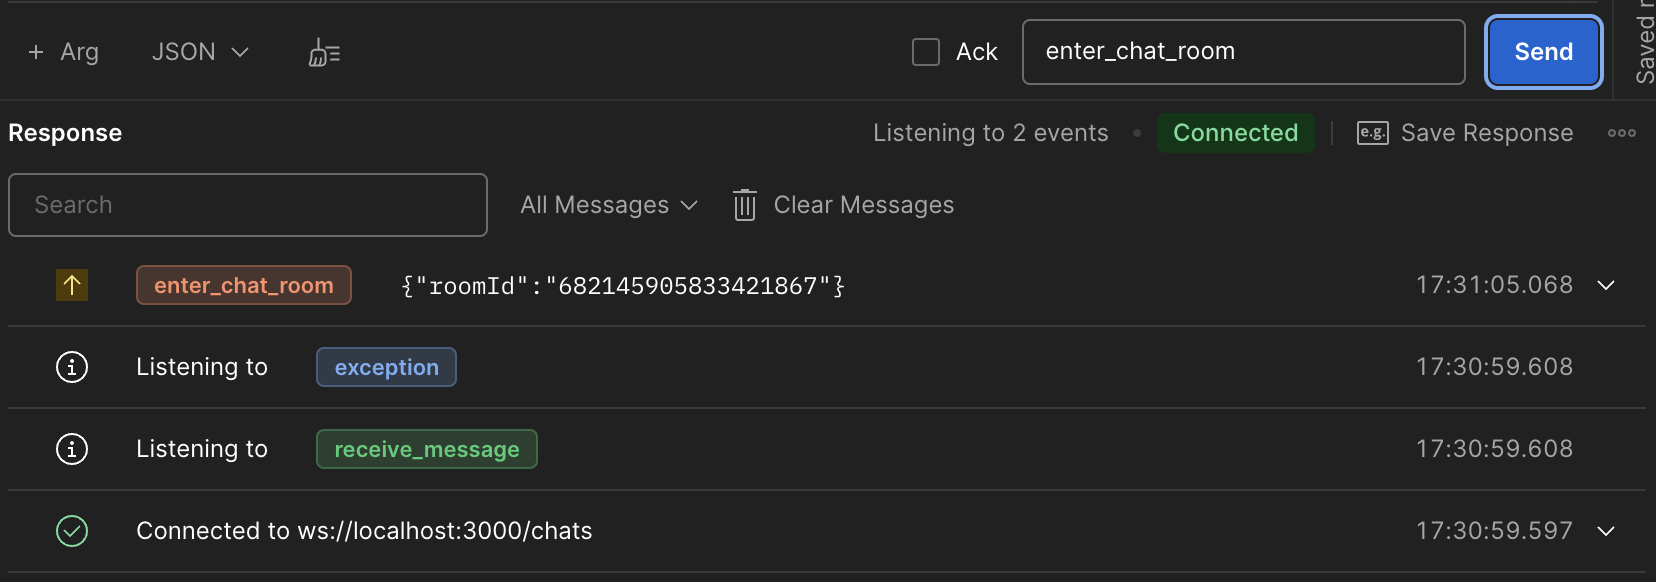 + Arg JSON Ack enter_chat_room Send
Saved
Response Listening to 2 events • Connected e.g. Save Response
Search All Messages Clear Messages
enter_chat_room {"roomId":"682145905833421867"} 17:31:05.068
Listening to exception 17:30:59.608
Listening to receive_message 17:30:59.608
Connected to ws://localhost:3000/chats 17:30:59.597